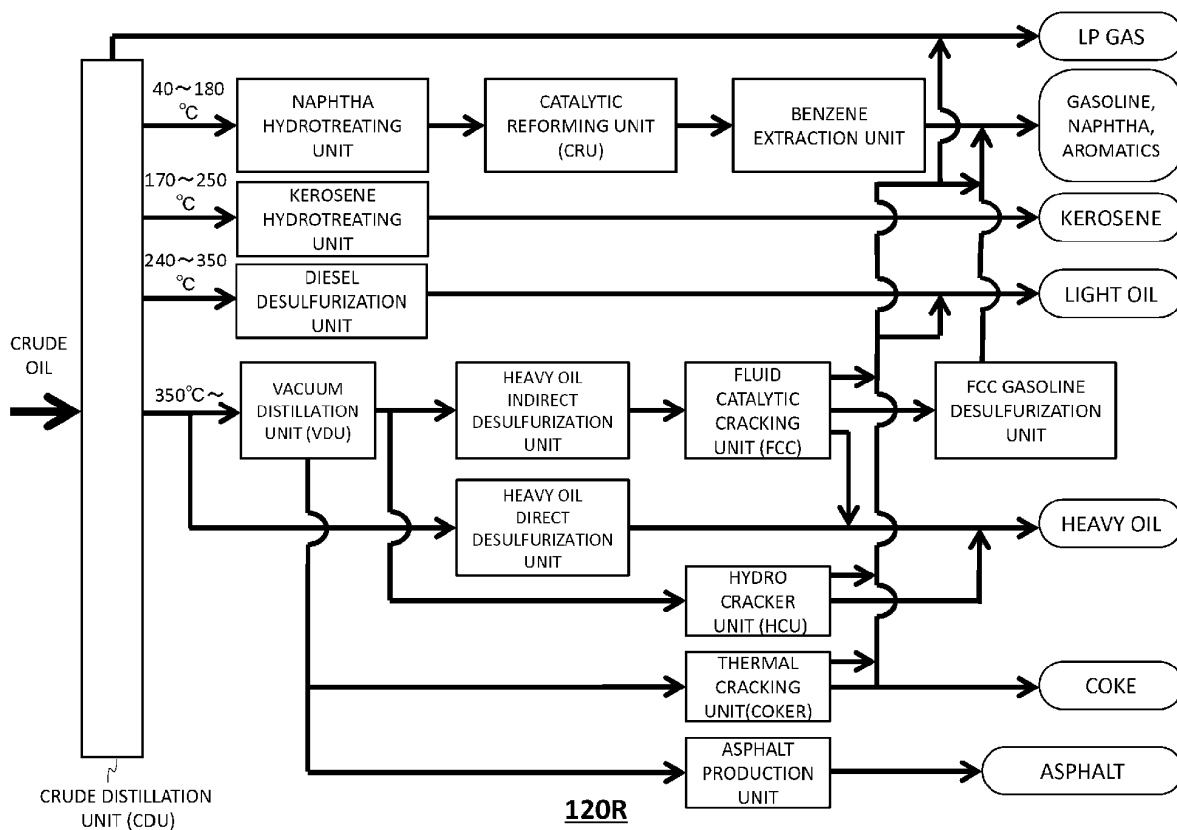 LP GAS
40～180
℃
NAPHTHA
HYDROTREATING
UNIT
CATALYTIC
REFORMING UNIT
(CRU)
BENZENE
EXTRACTION UNIT
GASOLINE,
NAPHTHA,
AROMATICS
170～250
℃
KEROSENE
HYDROTREATING
UNIT
KEROSENE
240～350
℃
DIESEL
DESULFURIZATION
UNIT
LIGHT OIL
CRUDE
OIL
350℃～
VACUUM
DISTILLATION
UNIT (VDU)
HEAVY OIL
INDIRECT
DESULFURIZATION
UNIT
FLUID
CATALYTIC
CRACKING
UNIT (FCC)
FCC GASOLINE
DESULFURIZATION
UNIT
HEAVY OIL
DIRECT
DESULFURIZATION
UNIT
HEAVY OIL
HYDRO
CRACKER
UNIT (HCU)
THERMAL
CRACKING
UNIT(COKER)
COKE
ASPHALT
PRODUCTION
UNIT
ASPHALT
CRUDE DISTILLATION
UNIT (CDU)
120R